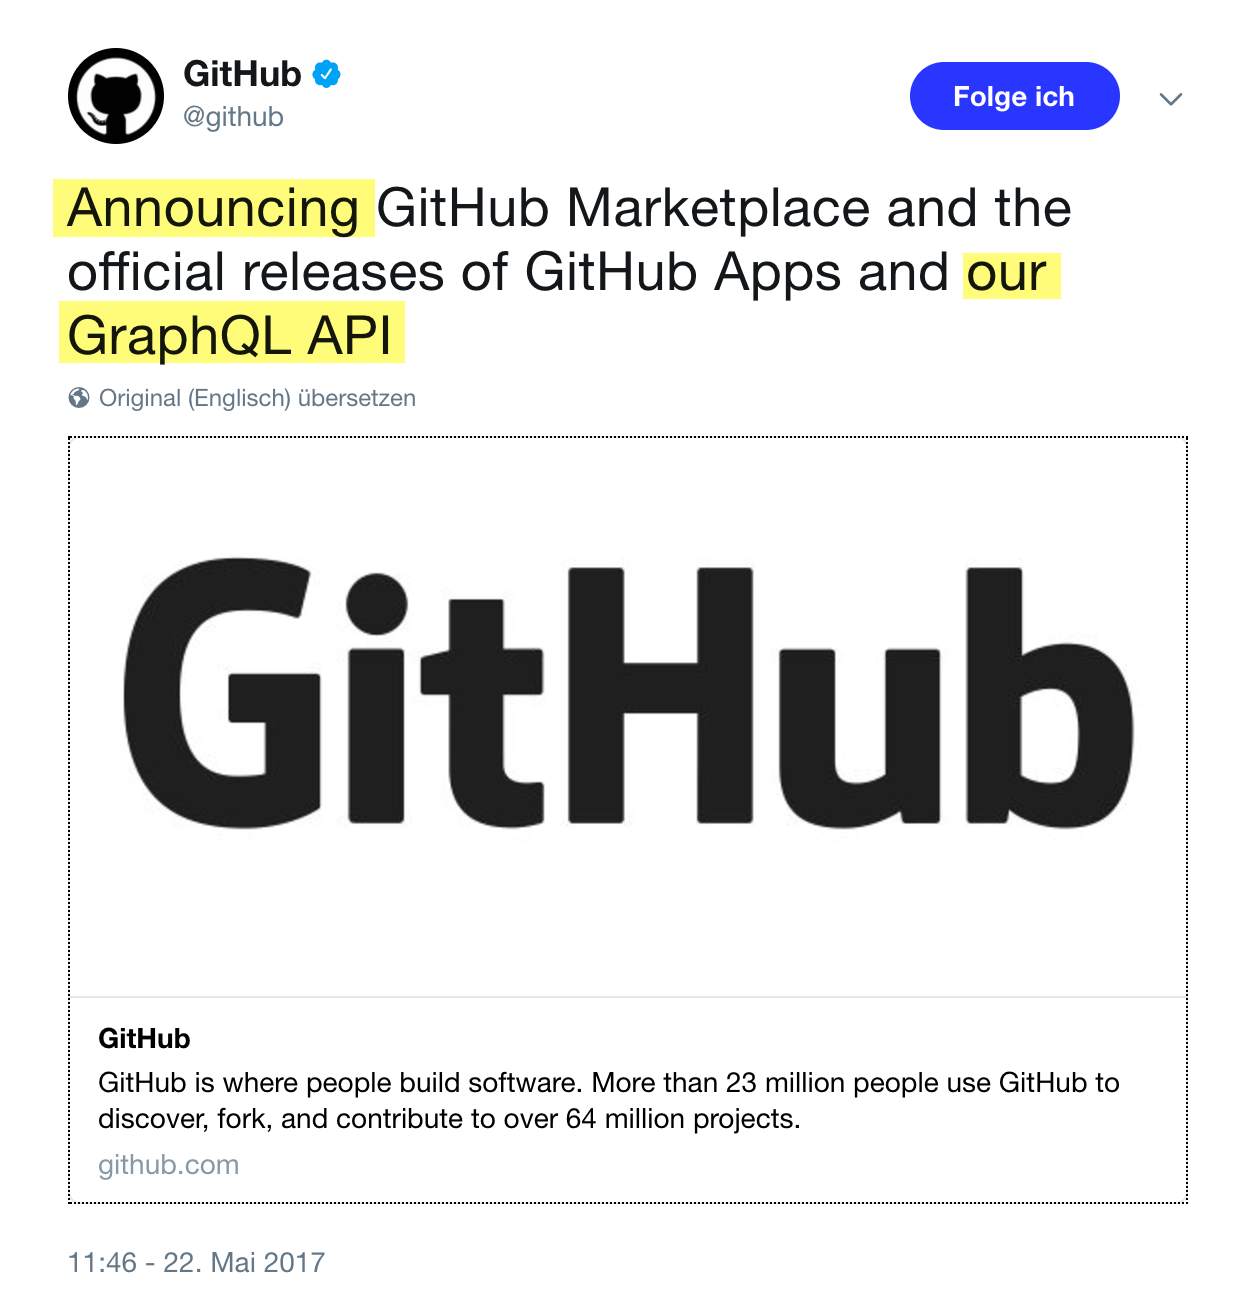 GitHub
@github
Folge ich
Announcing GitHub Marketplace and the
official releases of GitHub Apps and our
GraphQL API
Original (Englisch) übersetzen
GitHub
GitHub
GitHub is where people build software. More than 23 million people use GitHub to
discover, fork, and contribute to over 64 million projects.
github.com
11:46 - 22. Mai 2017